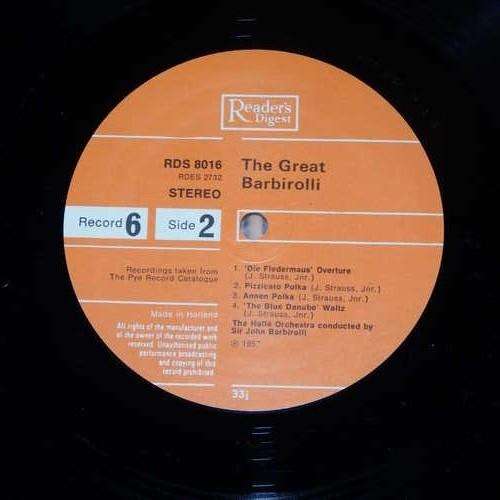 Reader's
Digest
RDS 8016
RDES 2732
STEREO
The Great
Barbirolli
Record 6
Side 2
Recordings taken from
The Pye Record Catalogue
1. 'Die Fledermaus' Overture
(J. Strauss, Jnr.)
2. Pizzicato Polka (J. Strauss, Jnr.)
3. Annen Polka (J. Strauss, Jnr.)
4. 'The Blue Danube' Waltz
(J. Strauss, Jnr.)
The Hallé Orchestra conducted by
Sir John Barbirolli
℗ 1957
Made in Holland
All rights of the manufacturer and
of the owner of the recorded work
reserved. Unauthorised public
performance broadcasting
and copying of this
record prohibited.
33⅓